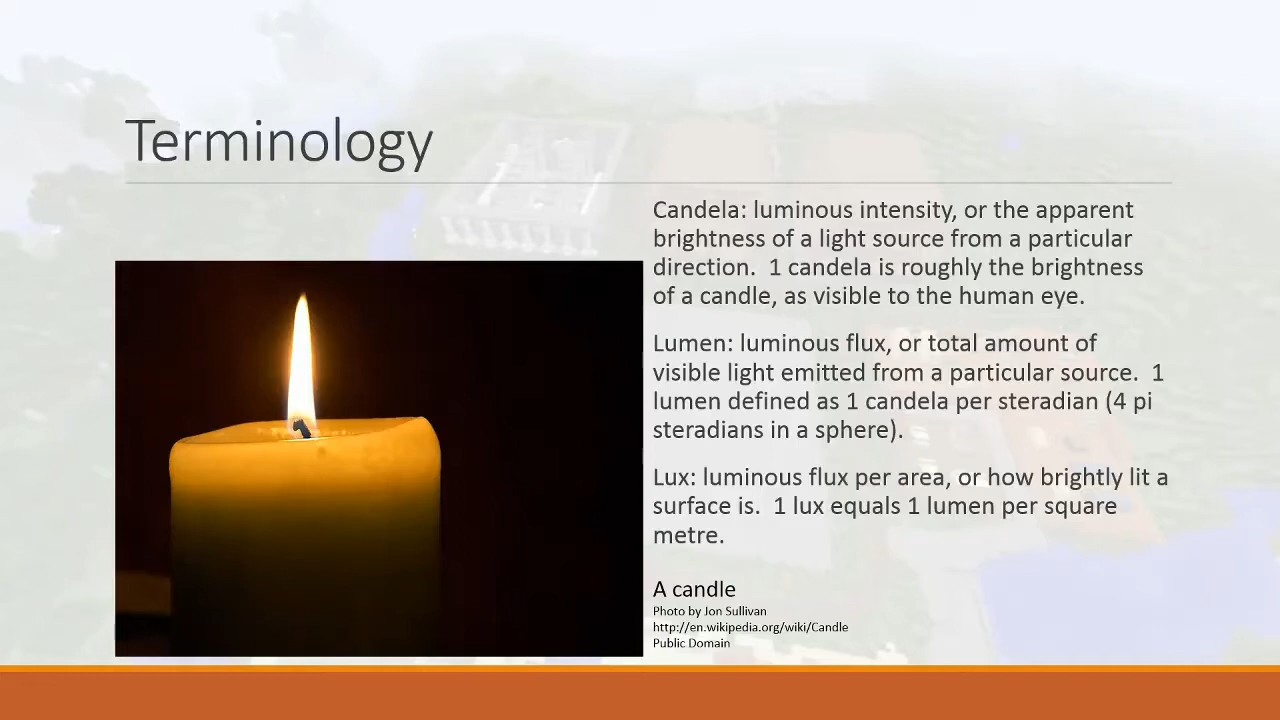 Terminology
Candela: luminous intensity, or the apparent
brightness of a light source from a particular
direction.  1 candela is roughly the brightness
of a candle, as visible to the human eye.
Lumen: luminous flux, or total amount of
visible light emitted from a particular source.  1
lumen defined as 1 candela per steradian (4 pi
steradians in a sphere).
Lux: luminous flux per area, or how brightly lit a
surface is.  1 lux equals 1 lumen per square
metre.
A candle
Photo by Jon Sullivan
http://en.wikipedia.org/wiki/Candle
Public Domain